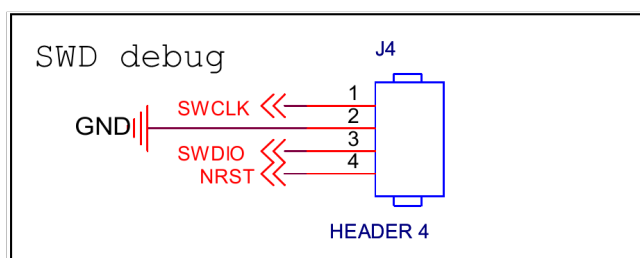 SWD debug
J4
SWCLK 1
GND 2
SWDIO 3
NRST 4
HEADER 4